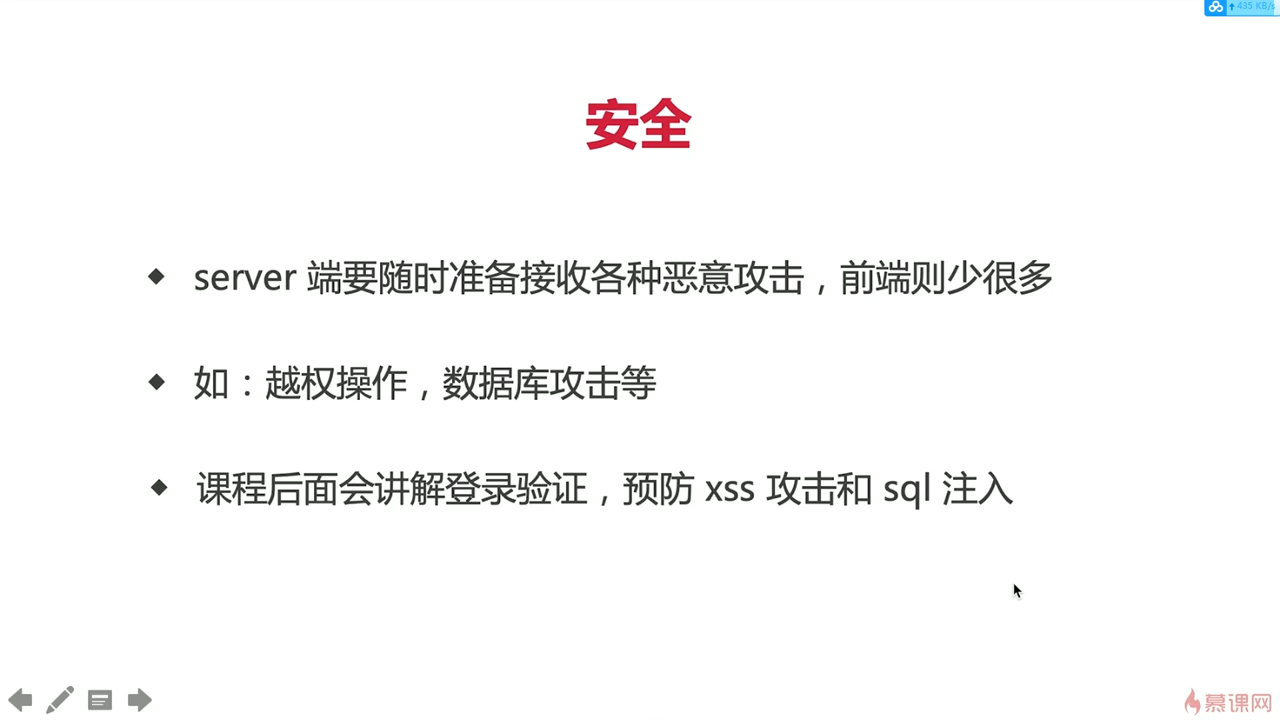 435 KB/s
安全
server 端要随时准备接收各种恶意攻击，前端则少很多
如：越权操作，数据库攻击等
课程后面会讲解登录验证，预防 xss 攻击和 sql 注入
慕课网